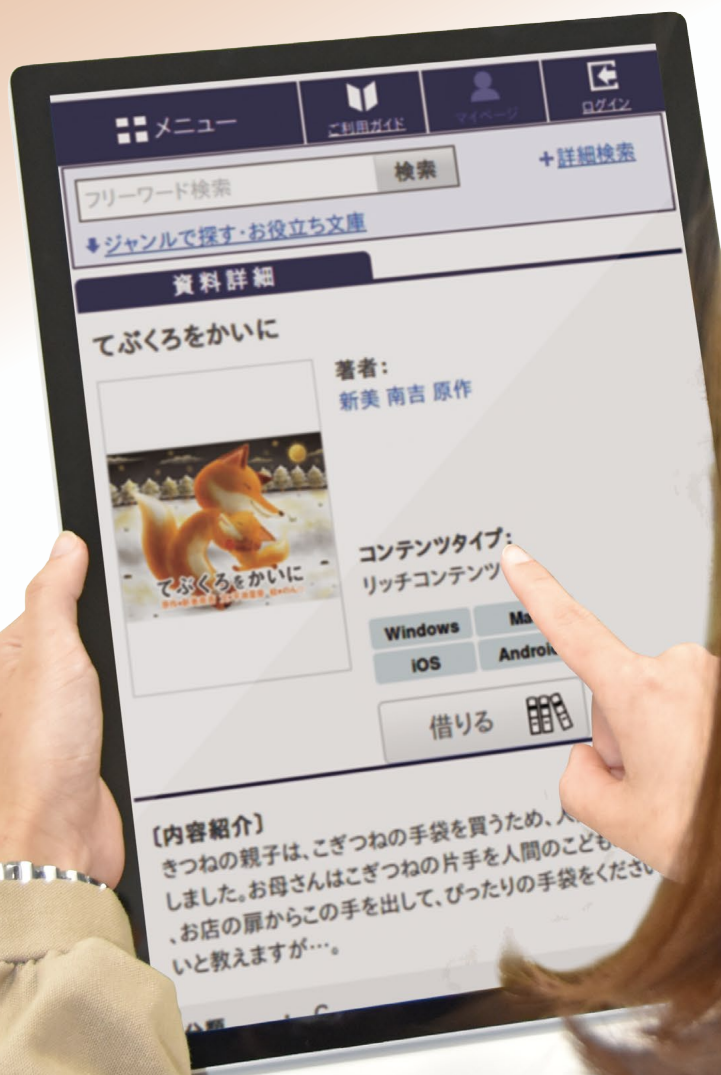 メニュー
ご利用ガイド
マイページ
ログイン
フリーワード検索
検索
+詳細検索
ジャンルで探す・お役立ち文庫
資料詳細
てぶくろをかいに
著者:
新美 南吉 原作
てぶくろをかいに
コンテンツタイプ:
リッチコンテンツ
Windows
Ma
iOS
Android
借りる
〔内容紹介〕
きつねの親子は、こぎつねの手袋を買うため、人
しました。お母さんはこぎつねの片手を人間のこども
、お店の扉からこの手を出して、ぴったりの手袋をくださ
いと教えますが…。